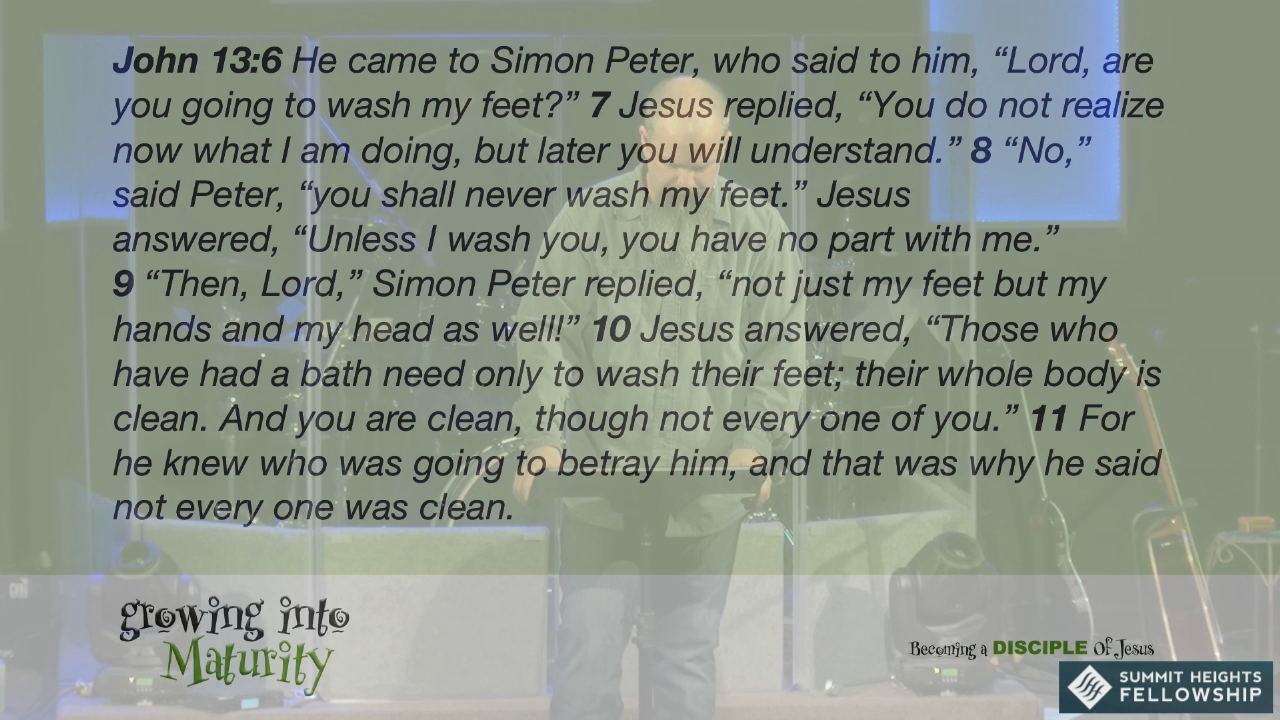 John 13:6 He came to Simon Peter, who said to him, “Lord, are
you going to wash my feet?” 7 Jesus replied, “You do not realize
now what I am doing, but later you will understand.” 8 “No,”
said Peter, “you shall never wash my feet.” Jesus
answered, “Unless I wash you, you have no part with me.”
9 “Then, Lord,” Simon Peter replied, “not just my feet but my
hands and my head as well!” 10 Jesus answered, “Those who
have had a bath need only to wash their feet; their whole body is
clean. And you are clean, though not every one of you.” 11 For
he knew who was going to betray him, and that was why he said
not every one was clean.
growing into
Maturity
Becoming a DISCIPLE Of Jesus
SUMMIT HEIGHTS
FELLOWSHIP